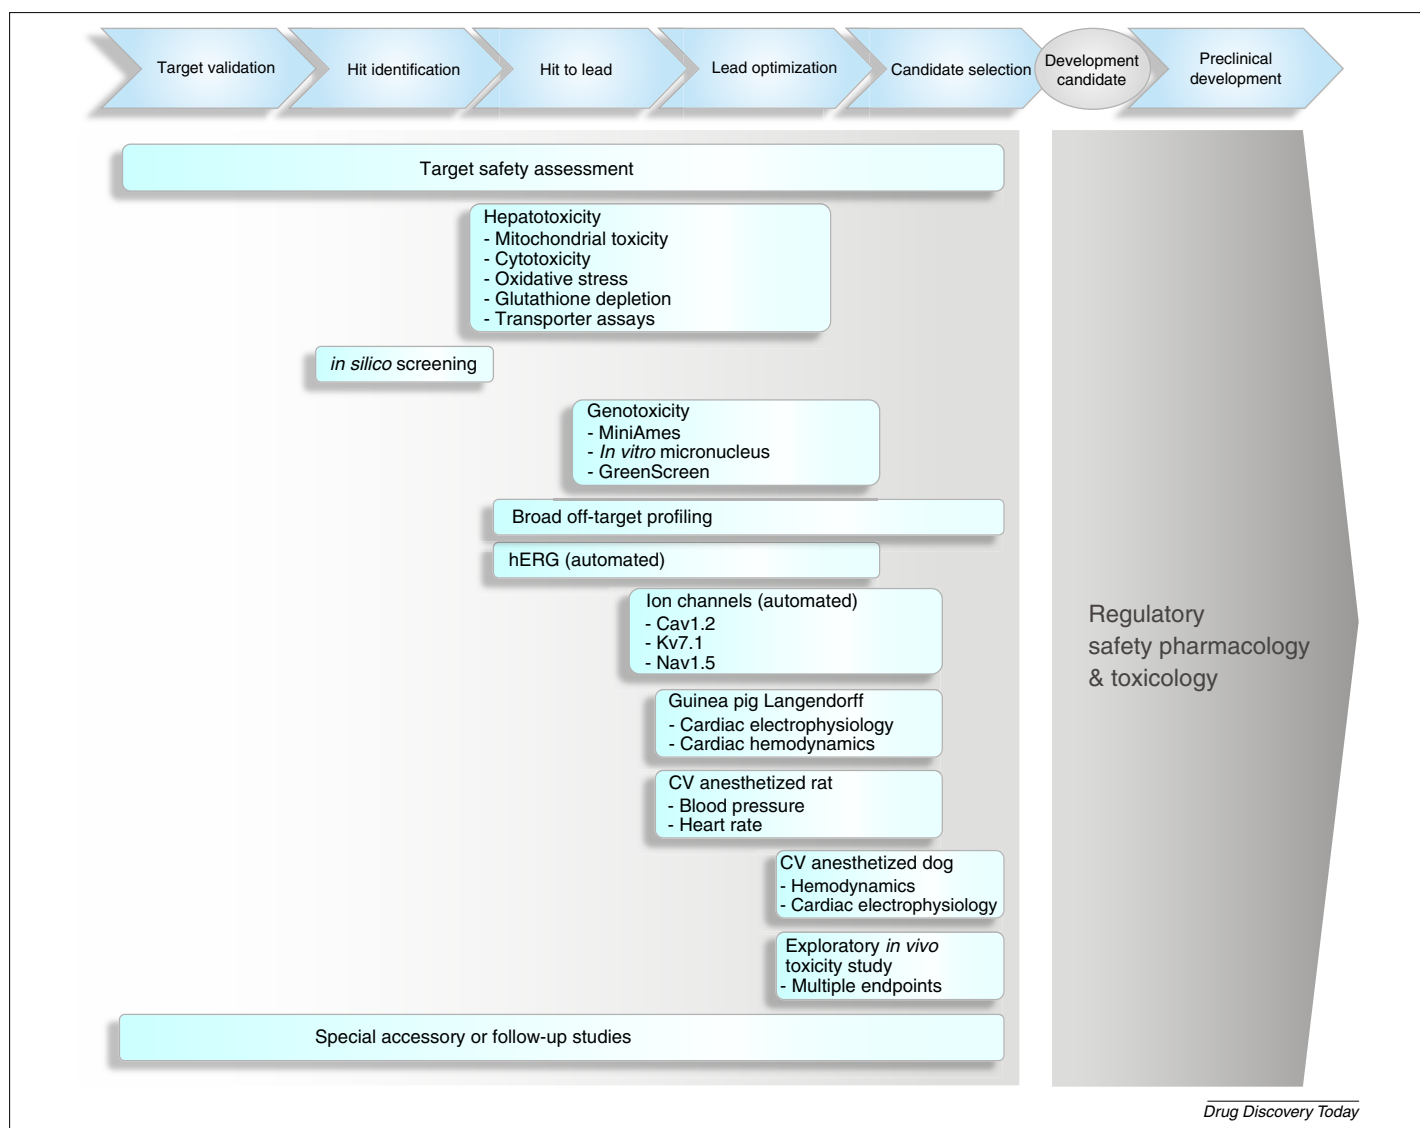 Target validation
Hit identification
Hit to lead
Lead optimization
Candidate selection
Development
candidate
Preclinical
development
Target safety assessment
Hepatotoxicity
- Mitochondrial toxicity
- Cytotoxicity
- Oxidative stress
- Glutathione depletion
- Transporter assays
in silico screening
Genotoxicity
- MiniAmes
- In vitro micronucleus
- GreenScreen
Broad off-target profiling
hERG (automated)
Ion channels (automated)
- Cav1.2
- Kv7.1
- Nav1.5
Guinea pig Langendorff
- Cardiac electrophysiology
- Cardiac hemodynamics
CV anesthetized rat
- Blood pressure
- Heart rate
CV anesthetized dog
- Hemodynamics
- Cardiac electrophysiology
Exploratory in vivo
toxicity study
- Multiple endpoints
Special accessory or follow-up studies
Regulatory
safety pharmacology
& toxicology
Drug Discovery Today